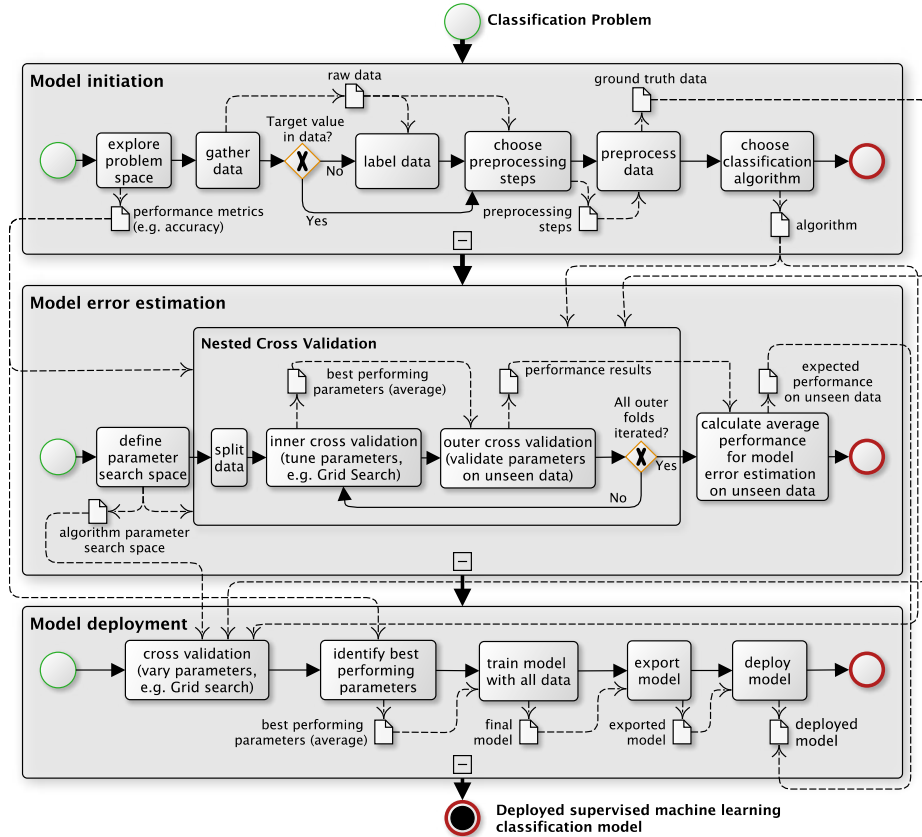 Classification Problem
Model initiation
raw data
ground truth data
Target value
in data?
explore
problem
space
gather
data
No
label data
choose
preprocessing
steps
preprocess
data
choose
classification
algorithm
Yes
performance metrics
(e.g. accuracy)
preprocessing
steps
algorithm
Model error estimation
Nested Cross Validation
best performing
parameters (average)
performance results
expected
performance
on unseen data
All outer
folds
iterated?
define
parameter
search space
split
data
inner cross validation
(tune parameters,
e.g. Grid Search)
outer cross validation
(validate parameters
on unseen data)
Yes
No
calculate average
performance
for model
error estimation
on unseen data
algorithm parameter
search space
Model deployment
cross validation
(vary parameters,
e.g. Grid search)
identify best
performing
parameters
train model
with all data
export
model
deploy
model
best performing
parameters (average)
final
model
exported
model
deployed
model
Deployed supervised machine learning
classification model